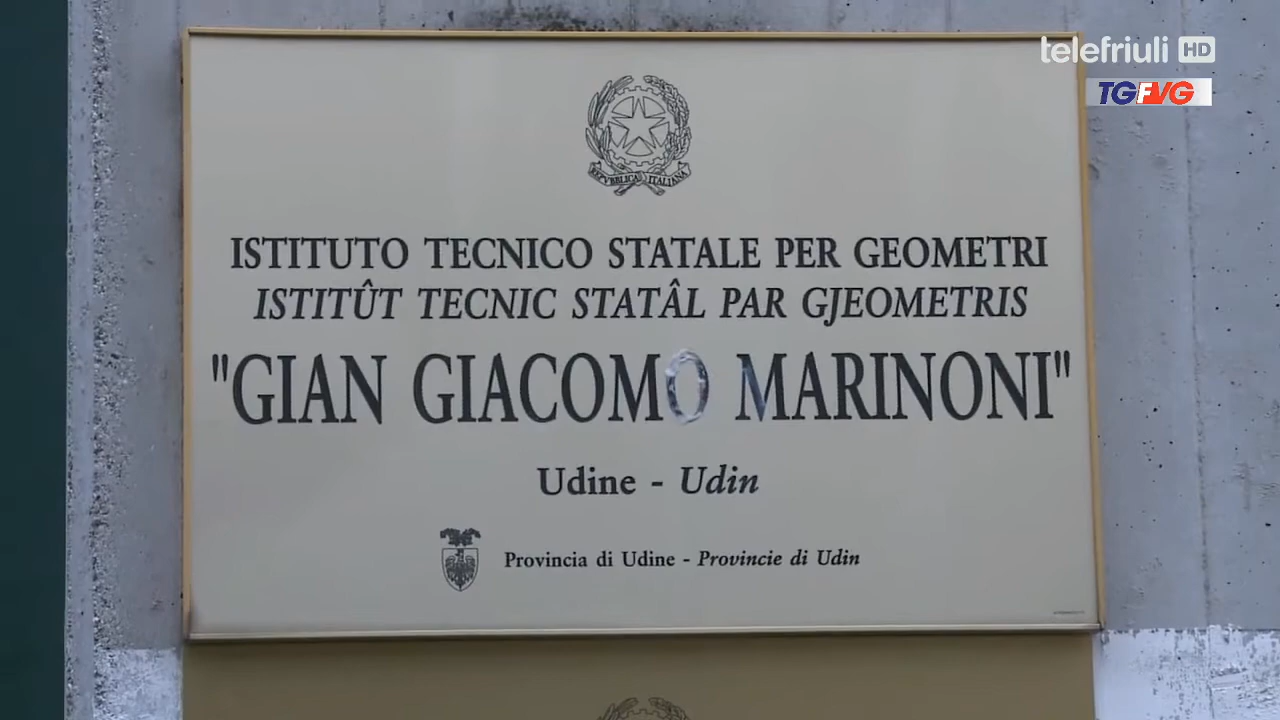 telefriuli HD
TGFVG
REPVBBLICA ITALIANA
ISTITUTO TECNICO STATALE PER GEOMETRI
ISTITÛT TECNIC STATÂL PAR GJEOMETRIS
"GIAN GIACOMO MARINONI"
Udine - Udin
Provincia di Udine - Provincie di Udin